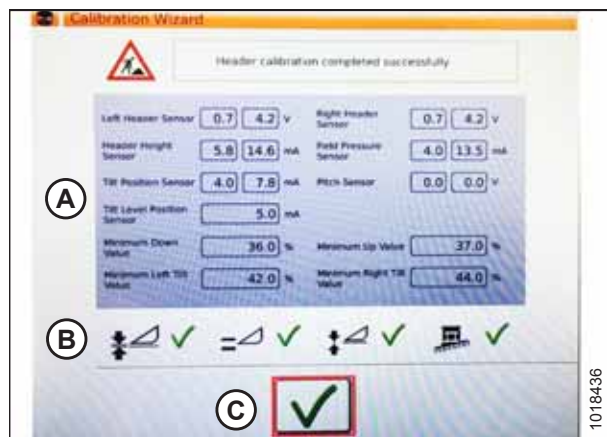 Calibration Wizard
Header calibration completed successfully
Left Header Sensor 0.7 4.2 v Right Header Sensor 0.7 4.2 v
Header Height Sensor 5.8 14.6 mA Field Pressure Sensor 4.0 13.5 mA
Tilt Position Sensor 4.0 7.8 mA Pitch Sensor 0.0 0.0 v
Tilt Level Position Sensor 5.0 mA
Minimum Down Value 36.0 % Minimum Up Value 37.0 %
Minimum Left Tilt Value 42.0 % Minimum Right Tilt Value 44.0 %
A
B
C
1018436